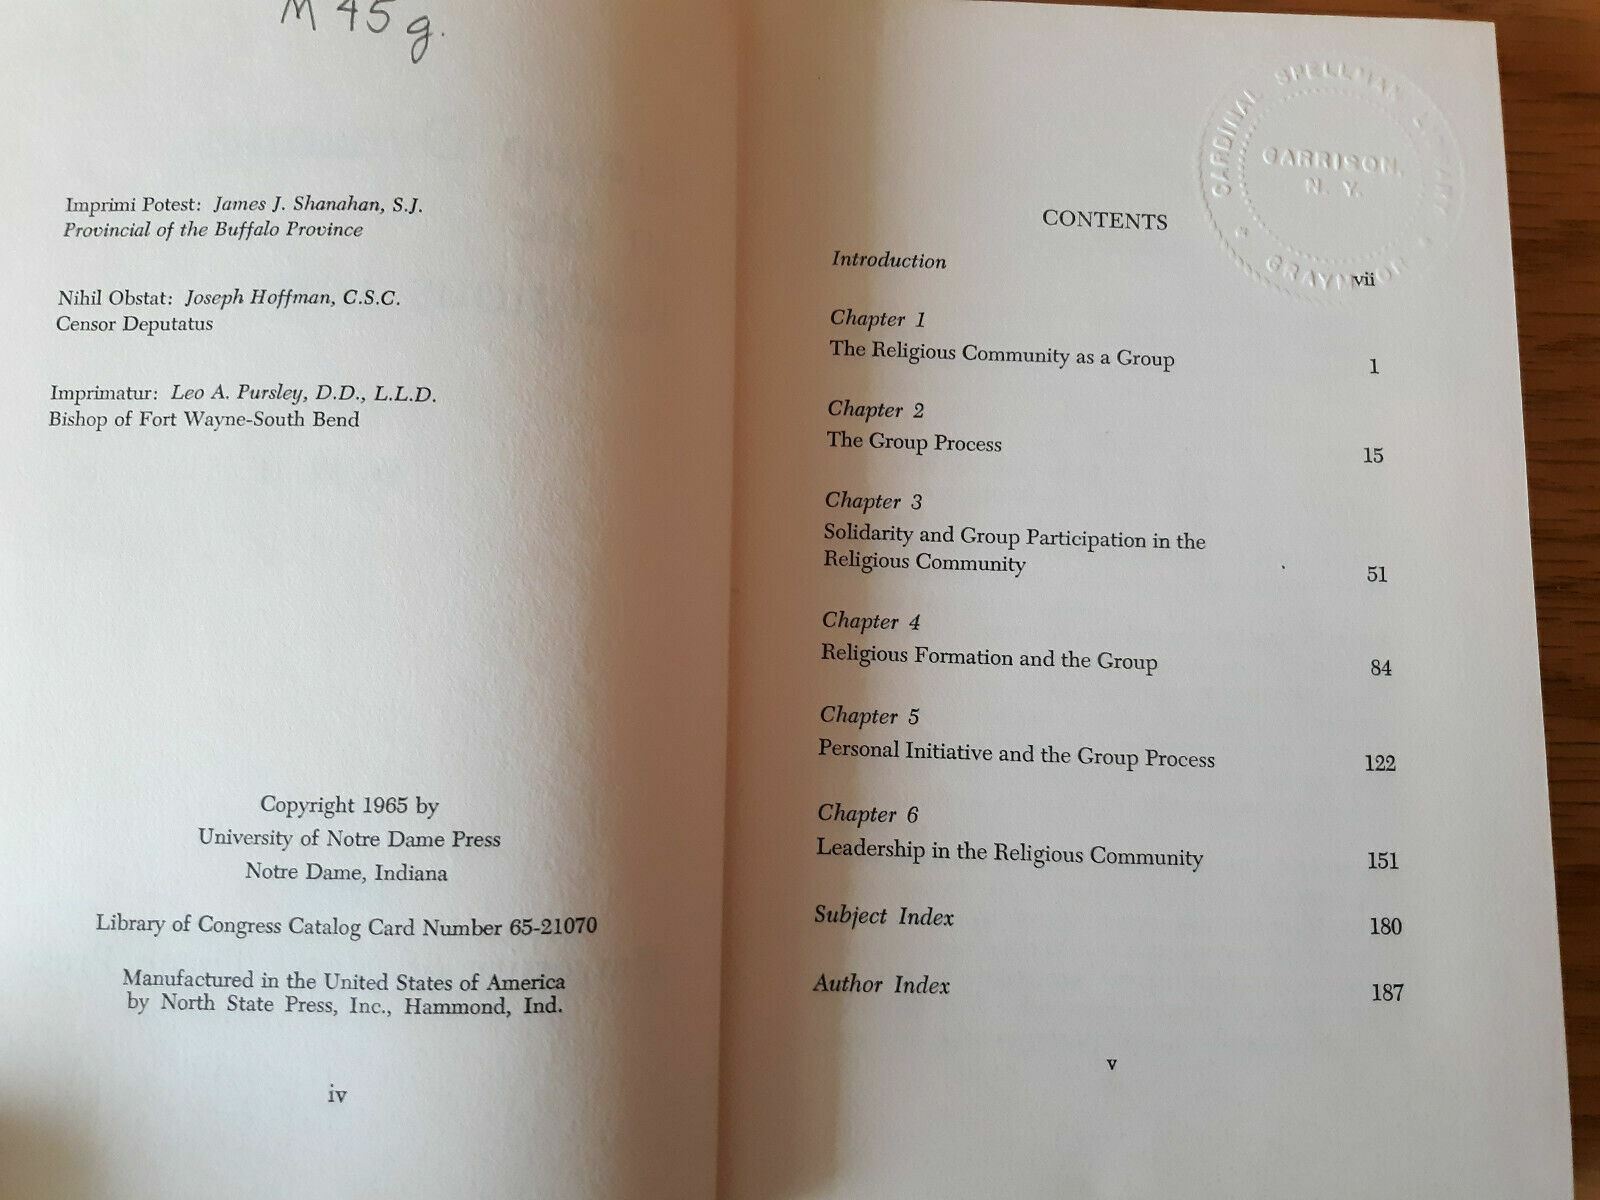 M 45 g.
Imprimi Potest: James J. Shanahan, S.J.
Provincial of the Buffalo Province
Nihil Obstat: Joseph Hoffman, C.S.C.
Censor Deputatus
Imprimatur: Leo A. Pursley, D.D., L.L.D.
Bishop of Fort Wayne-South Bend
Copyright 1965 by
University of Notre Dame Press
Notre Dame, Indiana
Library of Congress Catalog Card Number 65-21070
Manufactured in the United States of America
by North State Press, Inc., Hammond, Ind.
iv
CARDINAL SPELLMAN LIBRARY
GARRISON,
N. Y.
GRAYMOOR
CONTENTS
Introduction vii
Chapter 1
The Religious Community as a Group 1
Chapter 2
The Group Process 15
Chapter 3
Solidarity and Group Participation in the
Religious Community 51
Chapter 4
Religious Formation and the Group 84
Chapter 5
Personal Initiative and the Group Process 122
Chapter 6
Leadership in the Religious Community 151
Subject Index 180
Author Index 187
v